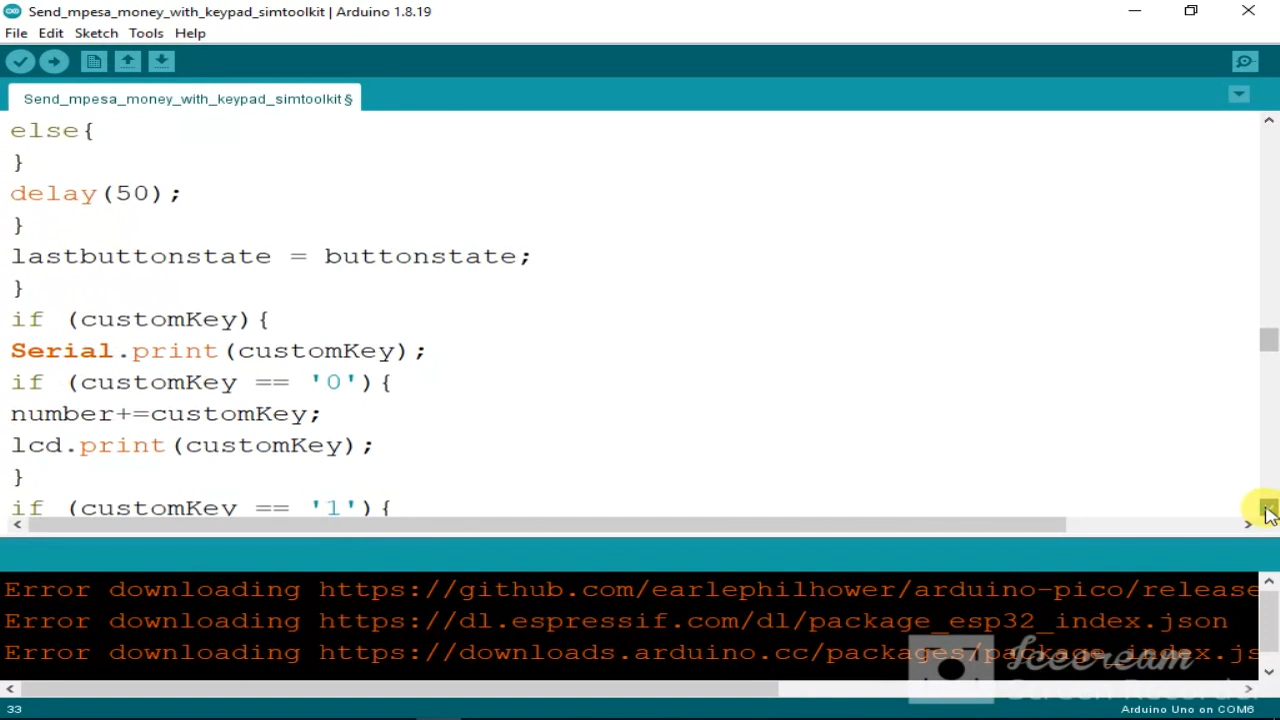 Send_mpesa_money_with_keypad_simtoolkit | Arduino 1.8.19
File Edit Sketch Tools Help
Send_mpesa_money_with_keypad_simtoolkit §
else{
}
delay(50);
}
lastbuttonstate = buttonstate;
}
if (customKey){
Serial.print(customKey);
if (customKey == '0'){
number+=customKey;
lcd.print(customKey);
}
if (customKey == '1'){
Error downloading https://github.com/earlephilhower/arduino-pico/release
Error downloading https://dl.espressif.com/dl/package_esp32_index.json
Error downloading https://downloads.arduino.cc/packages/package_index.js
Icecream
Screen Recorder
33
Arduino Uno on COM6